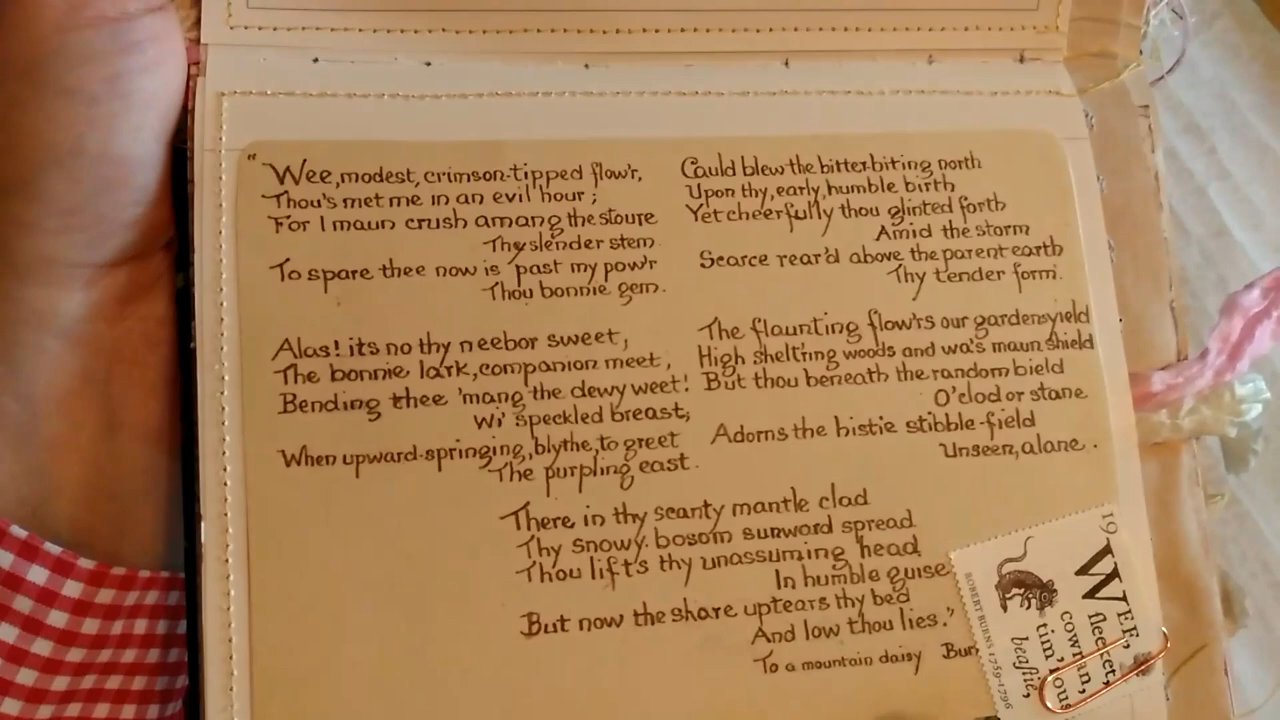 "Wee, modest, crimson-tipped flow'r,
Thou's met me in an evil hour;
For I maun crush amang the stoure
Thy slender stem
To spare thee now is past my pow'r
Thou bonnie gem.
Alas! its no thy neebor sweet,
The bonnie lark, companion meet,
Bending thee 'mang the dewy weet!
Wi' speckled breast,
When upward-springing, blythe, to greet
The purpling east.
Cauld blew the bitter-biting north
Upon thy, early, humble birth
Yet cheerfully thou glinted forth
Amid the storm
Scarce rear'd above the parent earth
Thy tender form.
The flaunting flow'rs our gardens yield
High shelt'ring woods and wa's maun shield
But thou beneath the random bield
O'clod or stane
Adorns the histie stibble-field
Unseen, alane.
There in thy scanty mantle clad
Thy snowy. bosom sunward spread
Thou lift's thy unassuming head
In humble guise
But now the share uptears thy bed
And low thou lies."
To a mountain daisy Bur
19
WEE,
fleeket,
cowran,
tim'rous
beastie,
ROBERT BURNS 1759-1796